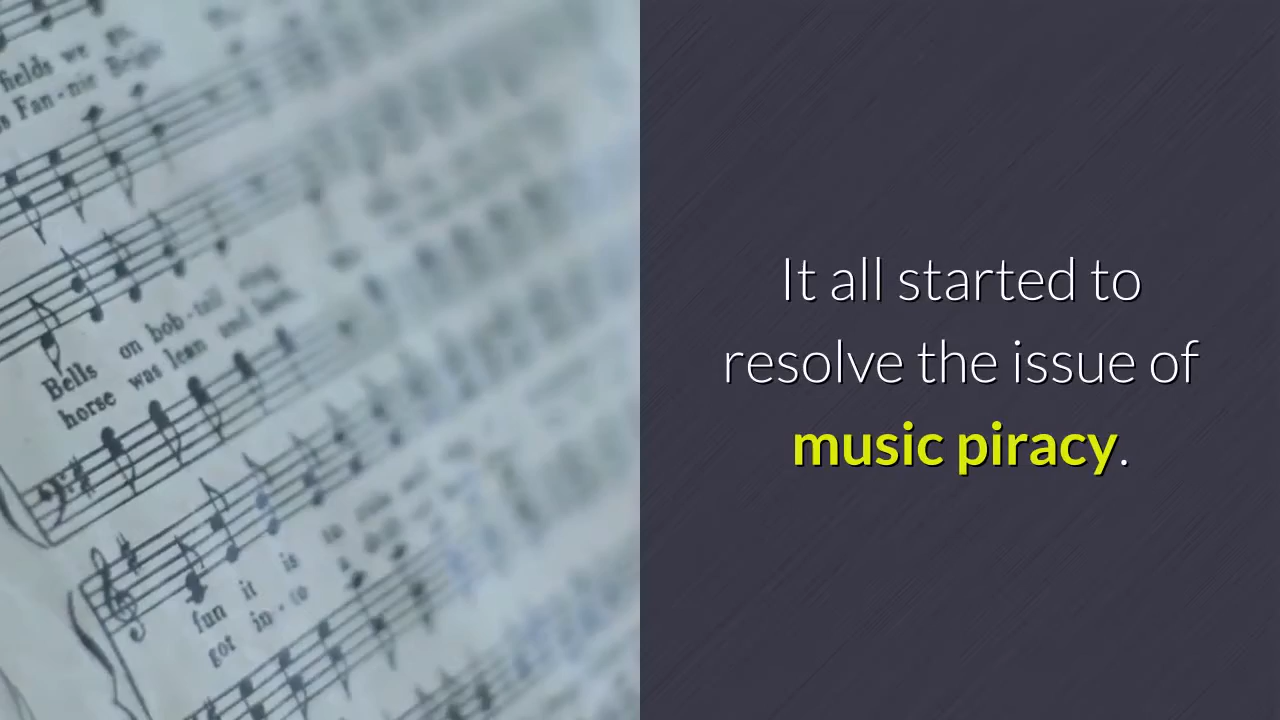 fields we go,
Fan-nie Bright
Bells on bob-tail ring,
horse was lean and lank,
fun it is to
got in-to a
It all started to
resolve the issue of
music piracy.